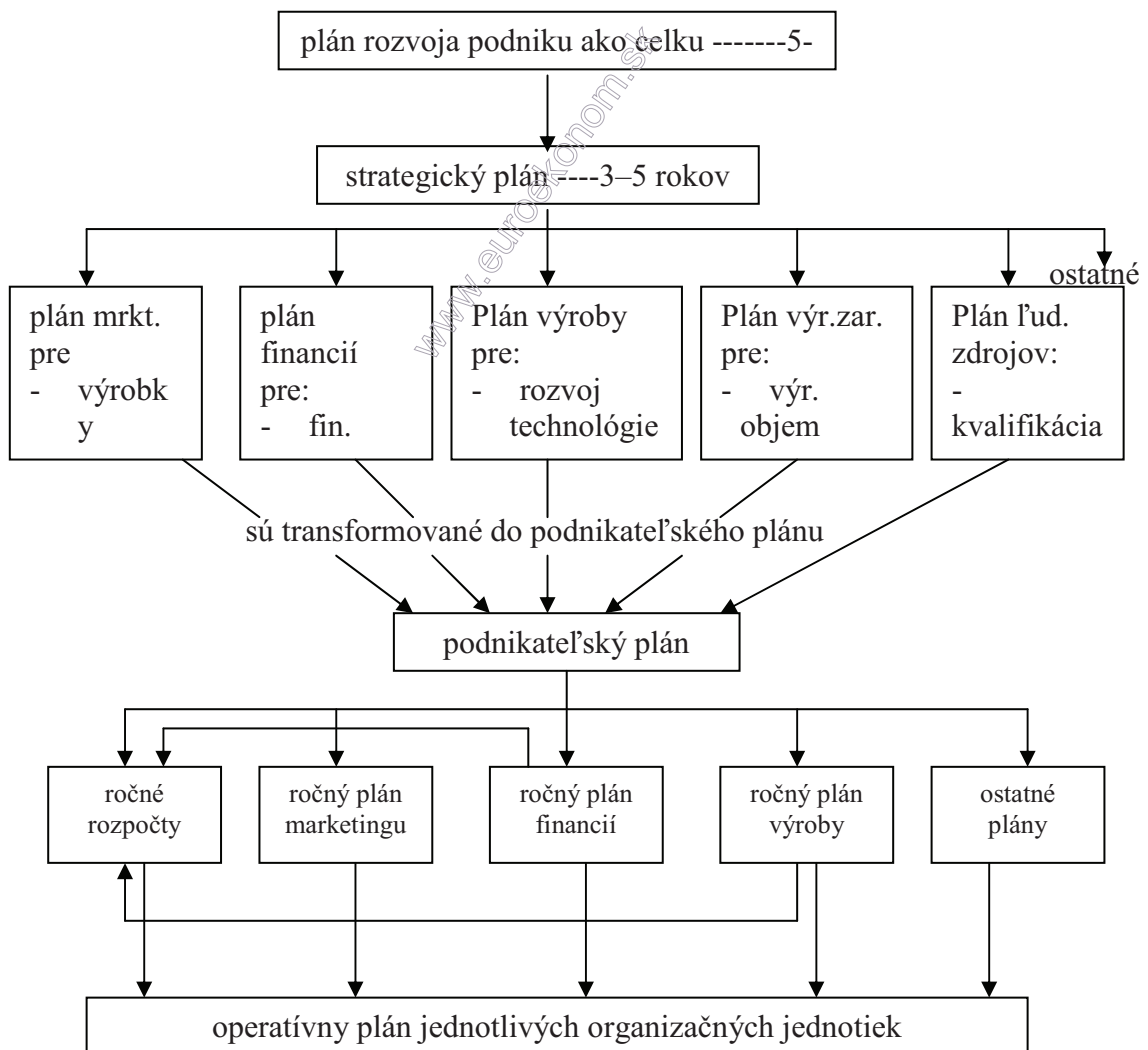 plán rozvoja podniku ako celku -------5-
strategický plán ----3–5 rokov
ostatné
plán mrkt.
pre
- výrobk
y
plán
financií
pre:
- fin.
Plán výroby
pre:
- rozvoj
technológie
Plán výr.zar.
pre:
- výr.
objem
Plán ľud.
zdrojov:
-
kvalifikácia
sú transformované do podnikateľského plánu
podnikateľský plán
ročné
rozpočty
ročný plán
marketingu
ročný plán
financií
ročný plán
výroby
ostatné
plány
operatívny plán jednotlivých organizačných jednotiek
www.euroekonom.sk